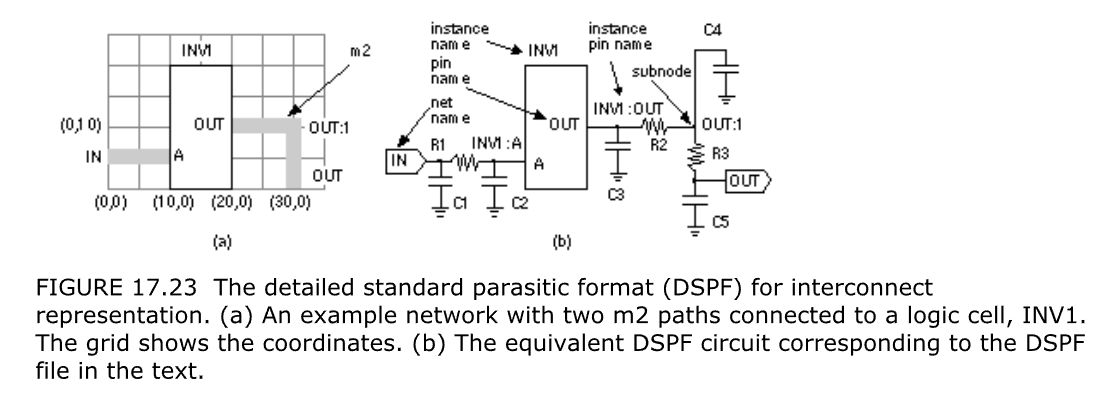 INV1
m2
(0,10)
OUT
OUT:1
IN
A
OUT
(0,0) (10,0) (20,0) (30,0)
(a)
instance
name
INV1
instance
pin name
C4
pin
name
subnode
net
name
INV1:OUT
OUT
OUT:1
R1
INV1:A
R2
IN
A
R3
OUT
C1
C2
C3
C5
(b)
FIGURE 17.23 The detailed standard parasitic format (DSPF) for interconnect
representation. (a) An example network with two m2 paths connected to a logic cell, INV1.
The grid shows the coordinates. (b) The equivalent DSPF circuit corresponding to the DSPF
file in the text.